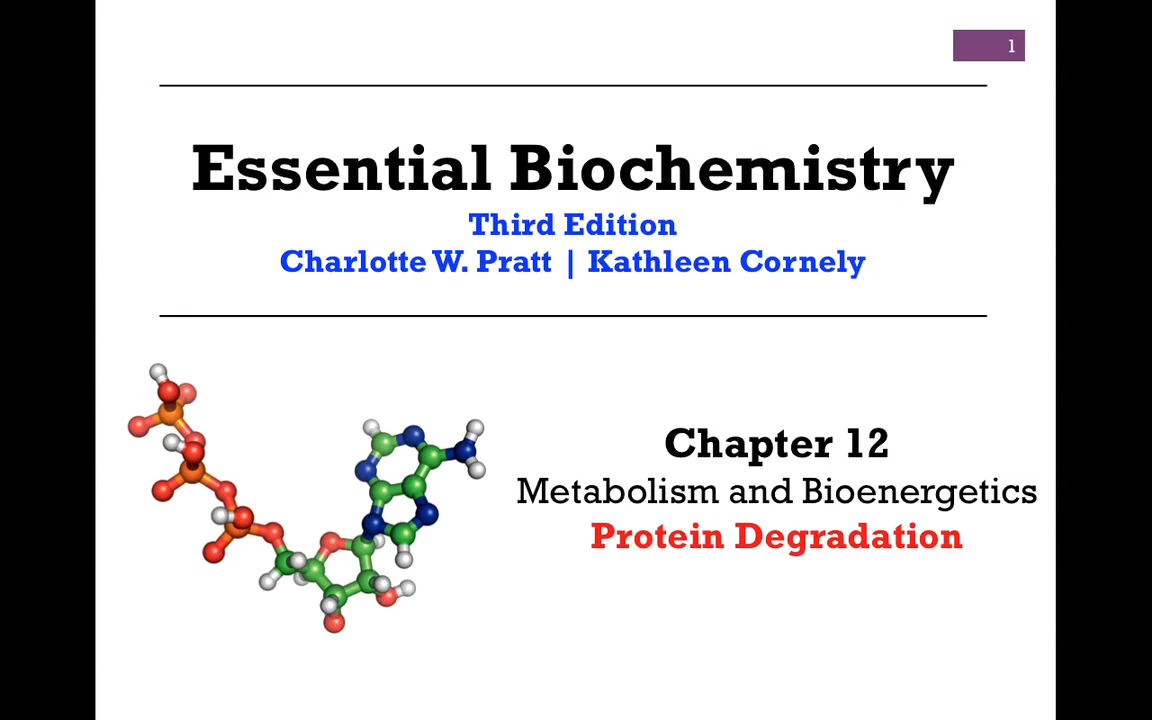 1
Essential Biochemistry
Third Edition
Charlotte W. Pratt | Kathleen Cornely
Chapter 12
Metabolism and Bioenergetics
Protein Degradation